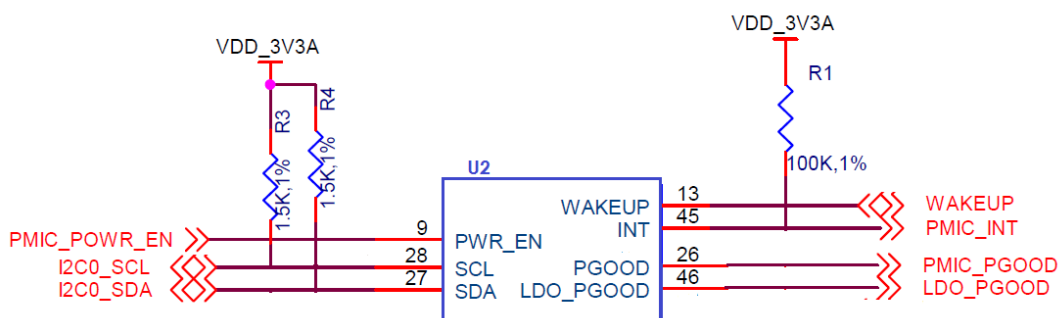 VDD_3V3A
VDD_3V3A
R3
R4
R1
1.5K,1%
1.5K,1%
100K,1%
U2
PMIC_POWR_EN
9
PWR_EN
I2C0_SCL
28
SCL
I2C0_SDA
27
SDA
WAKEUP
13
WAKEUP
INT
45
PMIC_INT
PGOOD
26
PMIC_PGOOD
LDO_PGOOD
46
LDO_PGOOD